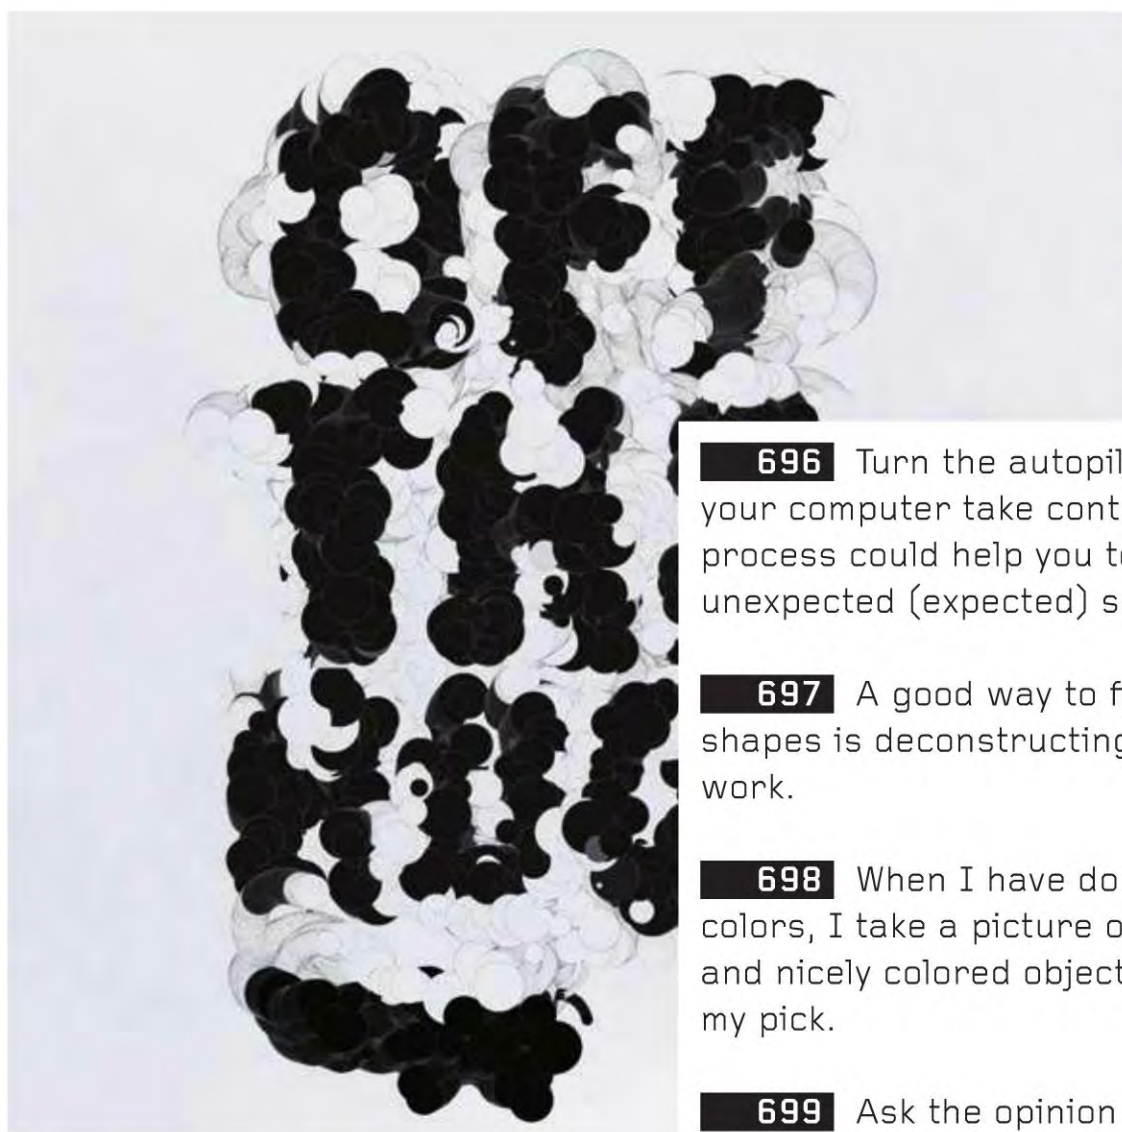 696 Turn the autopil
your computer take cont
process could help you t
unexpected (expected) s
697 A good way to f
shapes is deconstructing
work.
698 When I have do
colors, I take a picture o
and nicely colored object
my pick.
699 Ask the opinion